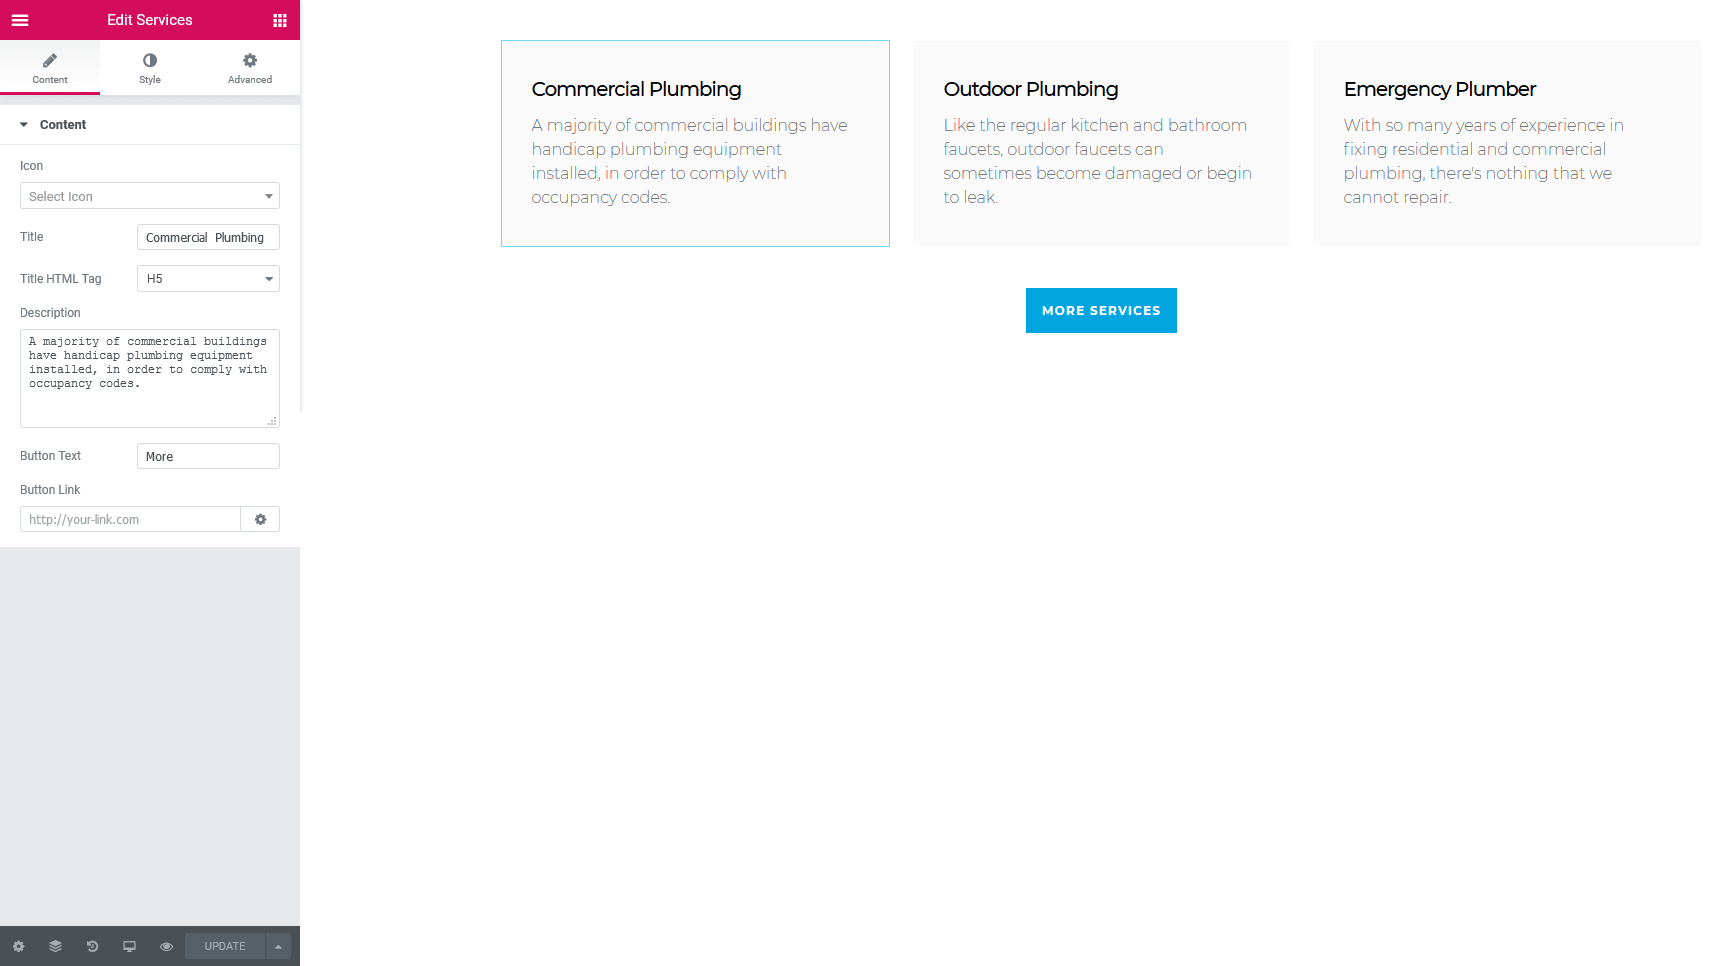 Edit Services
Content
Style
Advanced
Content
Icon
Select Icon
Title
Commercial Plumbing
Title HTML Tag
H5
Description
A majority of commercial buildings
have handicap plumbing equipment
installed, in order to comply with
occupancy codes.
Button Text
More
Button Link
http://your-link.com
UPDATE
Commercial Plumbing
A majority of commercial buildings have
handicap plumbing equipment
installed, in order to comply with
occupancy codes.
Outdoor Plumbing
Like the regular kitchen and bathroom
faucets, outdoor faucets can
sometimes become damaged or begin
to leak.
Emergency Plumber
With so many years of experience in
fixing residential and commercial
plumbing, there's nothing that we
cannot repair.
MORE SERVICES